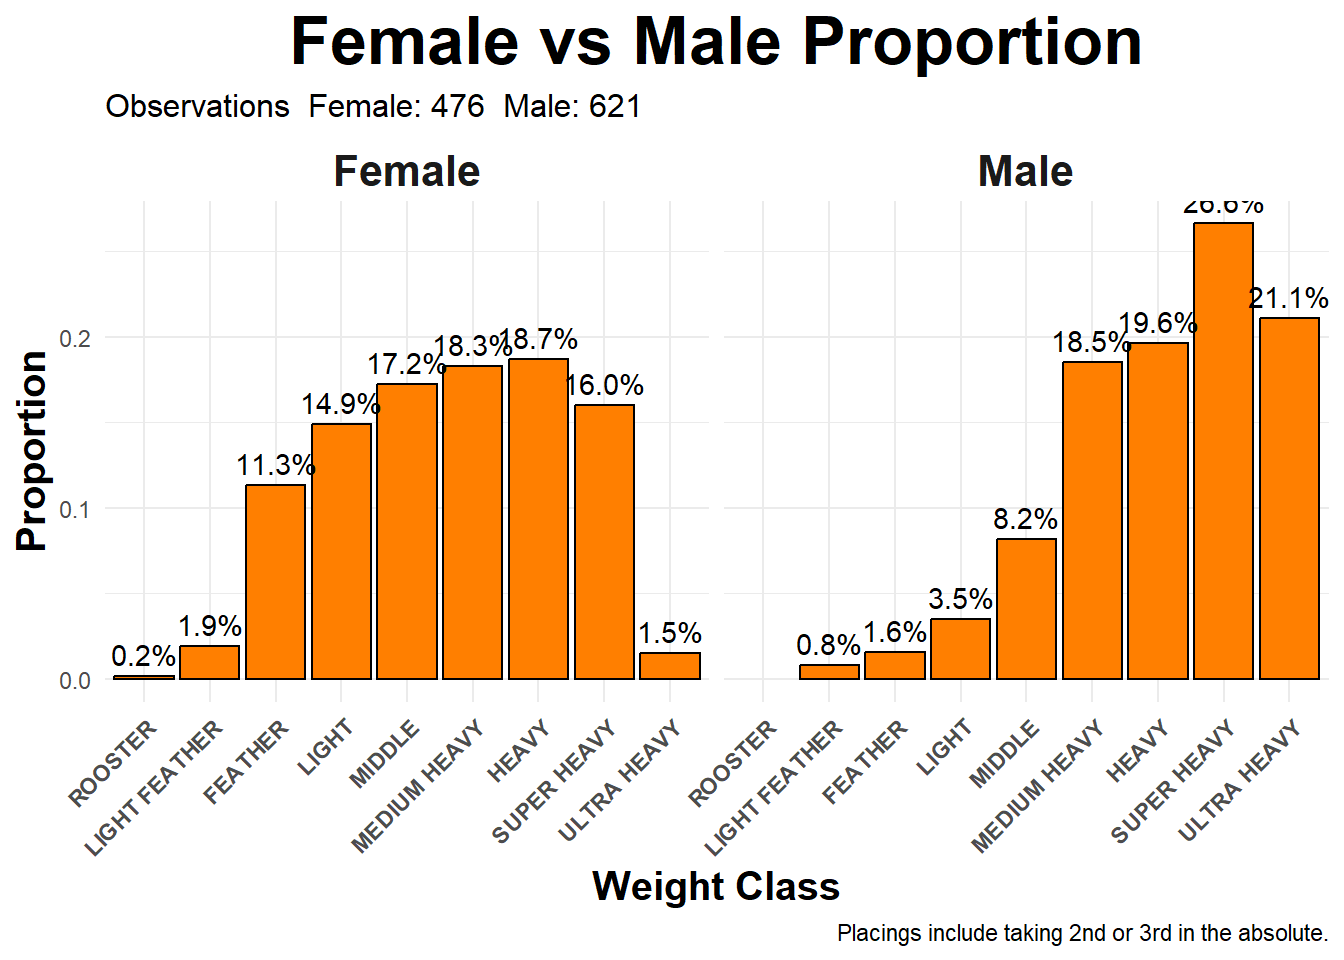 Female vs Male Proportion
Observations  Female: 476  Male: 621
Female
Male
Proportion
0.2
0.1
0.0
0.2%
1.9%
11.3%
14.9%
17.2%
18.3%
18.7%
16.0%
1.5%
0.8%
1.6%
3.5%
8.2%
18.5%
19.6%
26.6%
21.1%
ROOSTER
LIGHT FEATHER
FEATHER
LIGHT
MIDDLE
MEDIUM HEAVY
HEAVY
SUPER HEAVY
ULTRA HEAVY
ROOSTER
LIGHT FEATHER
FEATHER
LIGHT
MIDDLE
MEDIUM HEAVY
HEAVY
SUPER HEAVY
ULTRA HEAVY
Weight Class
Placings include taking 2nd or 3rd in the absolute.